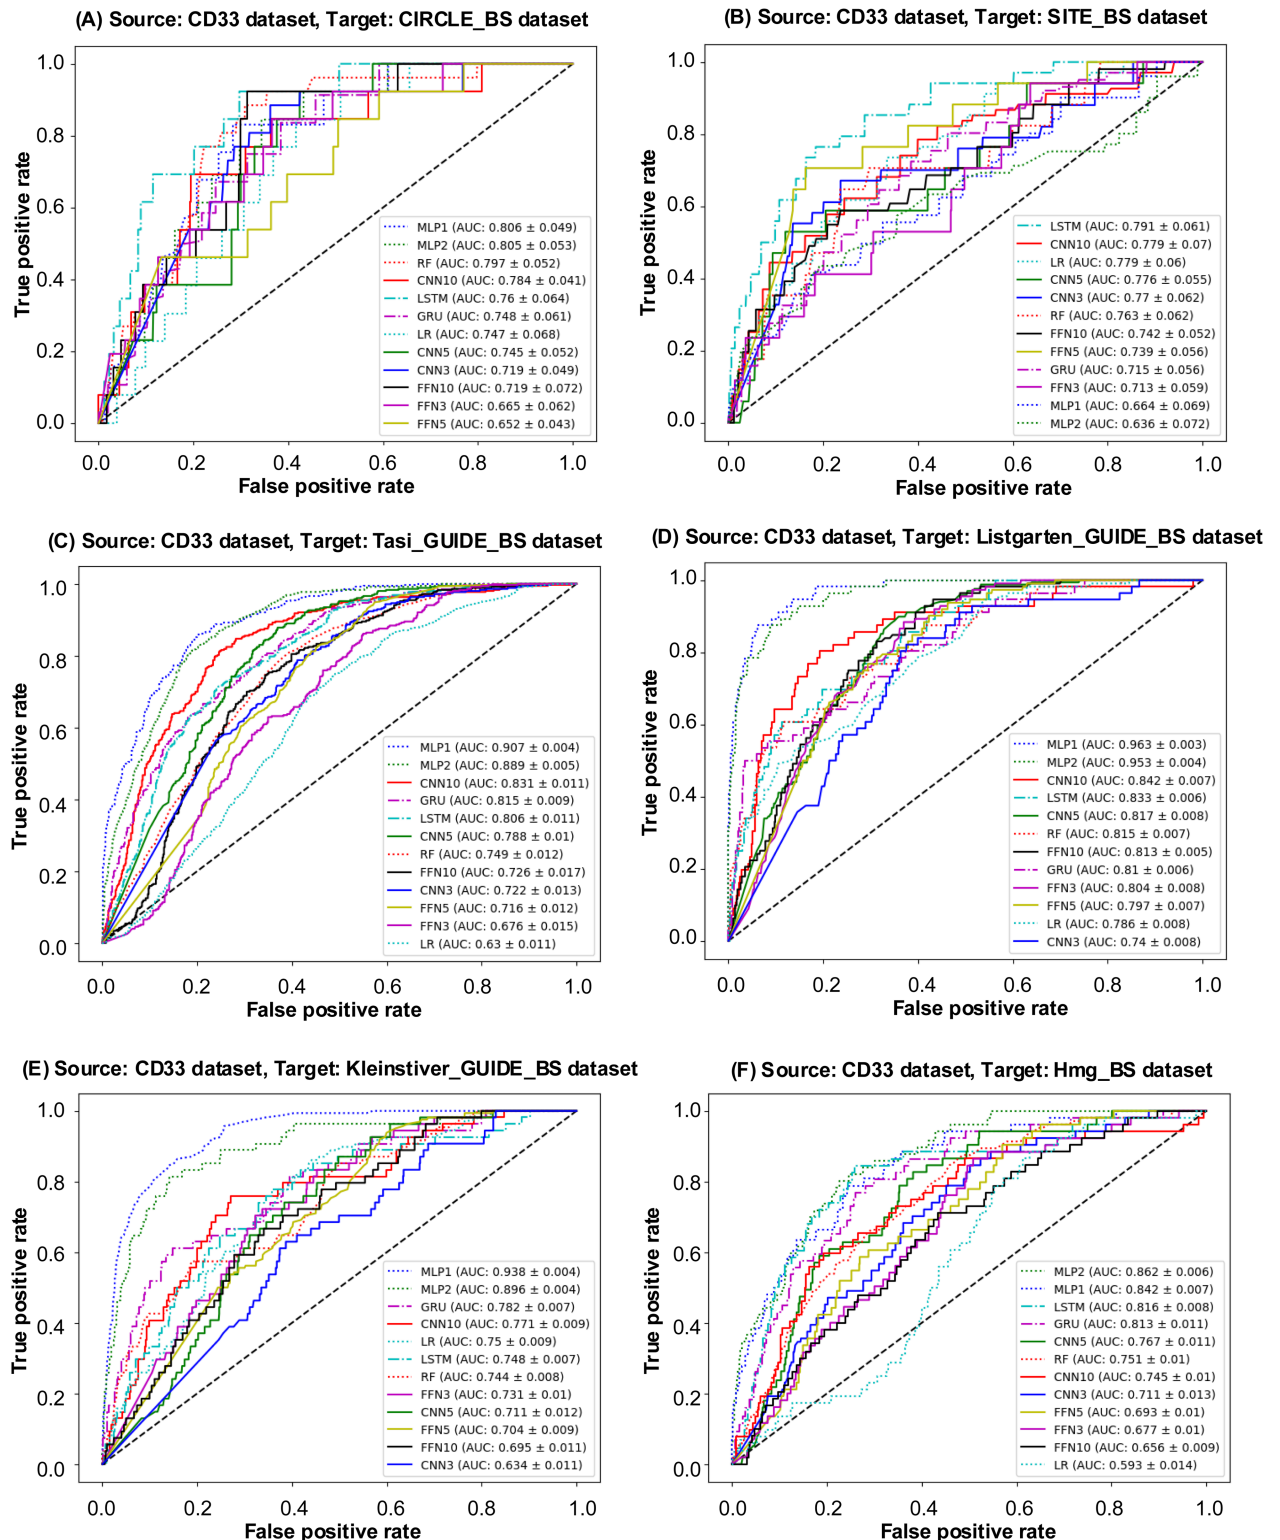 (A) Source: CD33 dataset, Target: CIRCLE_BS dataset
True positive rate
1.0
0.8
0.6
0.4
0.2
0.0
MLP1 (AUC: 0.806 ± 0.049)
MLP2 (AUC: 0.805 ± 0.053)
RF (AUC: 0.797 ± 0.052)
CNN10 (AUC: 0.784 ± 0.041)
LSTM (AUC: 0.76 ± 0.064)
GRU (AUC: 0.748 ± 0.061)
LR (AUC: 0.747 ± 0.068)
CNN5 (AUC: 0.745 ± 0.052)
CNN3 (AUC: 0.719 ± 0.049)
FFN10 (AUC: 0.719 ± 0.072)
FFN3 (AUC: 0.665 ± 0.062)
FFN5 (AUC: 0.652 ± 0.043)
0.0 0.2 0.4 0.6 0.8 1.0
False positive rate
(B) Source: CD33 dataset, Target: SITE_BS dataset
True positive rate
1.0
0.8
0.6
0.4
0.2
0.0
LSTM (AUC: 0.791 ± 0.061)
CNN10 (AUC: 0.779 ± 0.07)
LR (AUC: 0.779 ± 0.06)
CNN5 (AUC: 0.776 ± 0.055)
CNN3 (AUC: 0.77 ± 0.062)
RF (AUC: 0.763 ± 0.062)
FFN10 (AUC: 0.742 ± 0.052)
FFN5 (AUC: 0.739 ± 0.056)
GRU (AUC: 0.715 ± 0.056)
FFN3 (AUC: 0.713 ± 0.059)
MLP1 (AUC: 0.664 ± 0.069)
MLP2 (AUC: 0.636 ± 0.072)
0.0 0.2 0.4 0.6 0.8 1.0
False positive rate
(C) Source: CD33 dataset, Target: Tasi_GUIDE_BS dataset
True positive rate
1.0
0.8
0.6
0.4
0.2
0.0
MLP1 (AUC: 0.907 ± 0.004)
MLP2 (AUC: 0.889 ± 0.005)
CNN10 (AUC: 0.831 ± 0.011)
GRU (AUC: 0.815 ± 0.009)
LSTM (AUC: 0.806 ± 0.011)
CNN5 (AUC: 0.788 ± 0.01)
RF (AUC: 0.749 ± 0.012)
FFN10 (AUC: 0.726 ± 0.017)
CNN3 (AUC: 0.722 ± 0.013)
FFN5 (AUC: 0.716 ± 0.012)
FFN3 (AUC: 0.676 ± 0.015)
LR (AUC: 0.63 ± 0.011)
0.0 0.2 0.4 0.6 0.8 1.0
False positive rate
(D) Source: CD33 dataset, Target: Listgarten_GUIDE_BS dataset
True positive rate
1.0
0.8
0.6
0.4
0.2
0.0
MLP1 (AUC: 0.963 ± 0.003)
MLP2 (AUC: 0.953 ± 0.004)
CNN10 (AUC: 0.842 ± 0.007)
LSTM (AUC: 0.833 ± 0.006)
CNN5 (AUC: 0.817 ± 0.008)
RF (AUC: 0.815 ± 0.007)
FFN10 (AUC: 0.813 ± 0.005)
GRU (AUC: 0.81 ± 0.006)
FFN3 (AUC: 0.804 ± 0.008)
FFN5 (AUC: 0.797 ± 0.007)
LR (AUC: 0.786 ± 0.008)
CNN3 (AUC: 0.74 ± 0.008)
0.0 0.2 0.4 0.6 0.8 1.0
False positive rate
(E) Source: CD33 dataset, Target: Kleinstiver_GUIDE_BS dataset
True positive rate
1.0
0.8
0.6
0.4
0.2
0.0
MLP1 (AUC: 0.938 ± 0.004)
MLP2 (AUC: 0.896 ± 0.004)
GRU (AUC: 0.782 ± 0.007)
CNN10 (AUC: 0.771 ± 0.009)
LR (AUC: 0.75 ± 0.009)
LSTM (AUC: 0.748 ± 0.007)
RF (AUC: 0.744 ± 0.008)
FFN3 (AUC: 0.731 ± 0.01)
CNN5 (AUC: 0.711 ± 0.012)
FFN5 (AUC: 0.704 ± 0.009)
FFN10 (AUC: 0.695 ± 0.011)
CNN3 (AUC: 0.634 ± 0.011)
0.0 0.2 0.4 0.6 0.8 1.0
False positive rate
(F) Source: CD33 dataset, Target: Hmg_BS dataset
True positive rate
1.0
0.8
0.6
0.4
0.2
0.0
MLP2 (AUC: 0.862 ± 0.006)
MLP1 (AUC: 0.842 ± 0.007)
LSTM (AUC: 0.816 ± 0.008)
GRU (AUC: 0.813 ± 0.011)
CNN5 (AUC: 0.767 ± 0.011)
RF (AUC: 0.751 ± 0.01)
CNN10 (AUC: 0.745 ± 0.01)
CNN3 (AUC: 0.711 ± 0.013)
FFN5 (AUC: 0.693 ± 0.01)
FFN3 (AUC: 0.677 ± 0.01)
FFN10 (AUC: 0.656 ± 0.009)
LR (AUC: 0.593 ± 0.014)
0.0 0.2 0.4 0.6 0.8 1.0
False positive rate